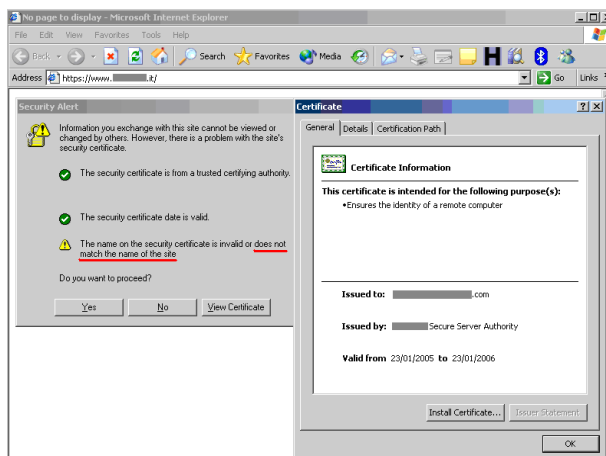 No page to display - Microsoft Internet Explorer
File Edit View Favorites Tools Help
Back Search Favorites Media
Address https://www. .it/ Go Links
Security Alert
Information you exchange with this site cannot be viewed or
changed by others. However, there is a problem with the site's
security certificate.
The security certificate is from a trusted certifying authority.
The security certificate date is valid.
The name on the security certificate is invalid or does not
match the name of the site
Do you want to proceed?
Yes No View Certificate
Certificate
General Details Certification Path
Certificate Information
This certificate is intended for the following purpose(s):
•Ensures the identity of a remote computer
Issued to: .com
Issued by: Secure Server Authority
Valid from 23/01/2005 to 23/01/2006
Install Certificate... Issuer Statement
OK